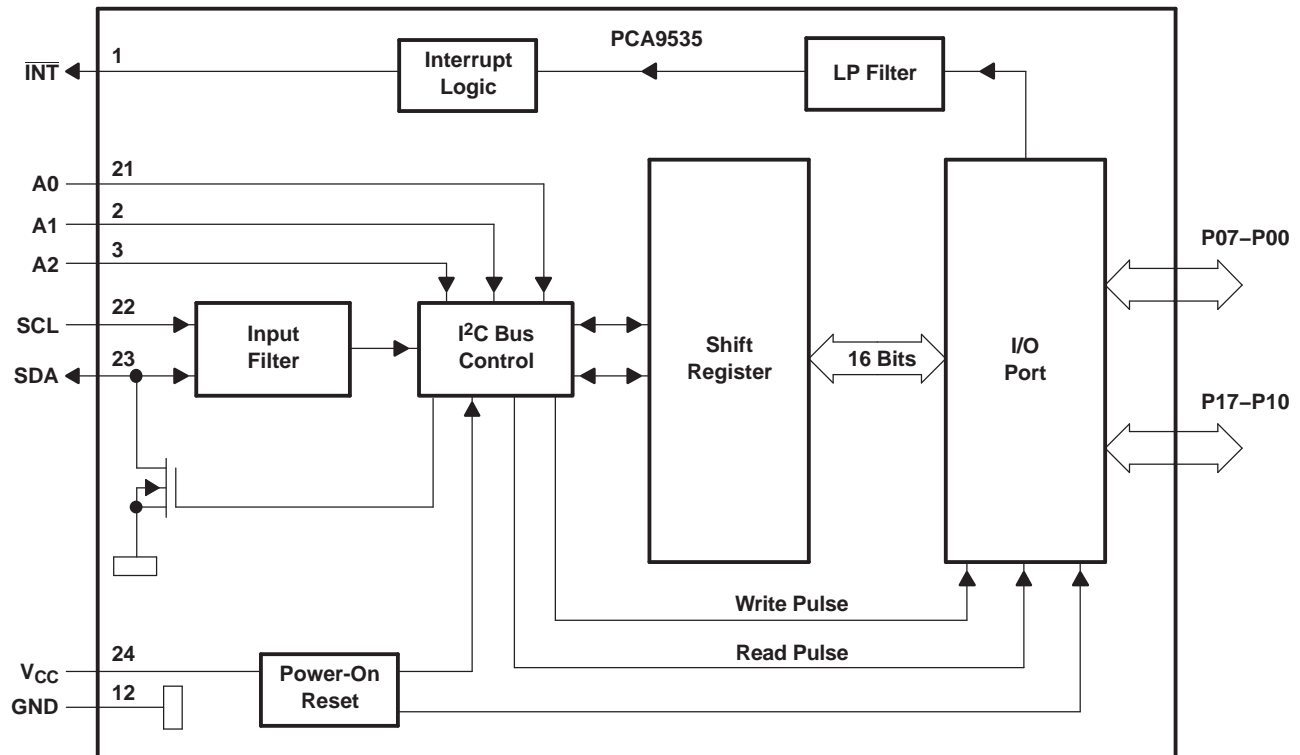 PCA9535
INT
1
Interrupt
Logic
LP Filter
A0
21
A1
2
A2
3
SCL
22
SDA
23
Input
Filter
I2C Bus
Control
Shift
Register
16 Bits
I/O
Port
P07–P00
P17–P10
Write Pulse
Read Pulse
VCC
24
GND
12
Power-On
Reset